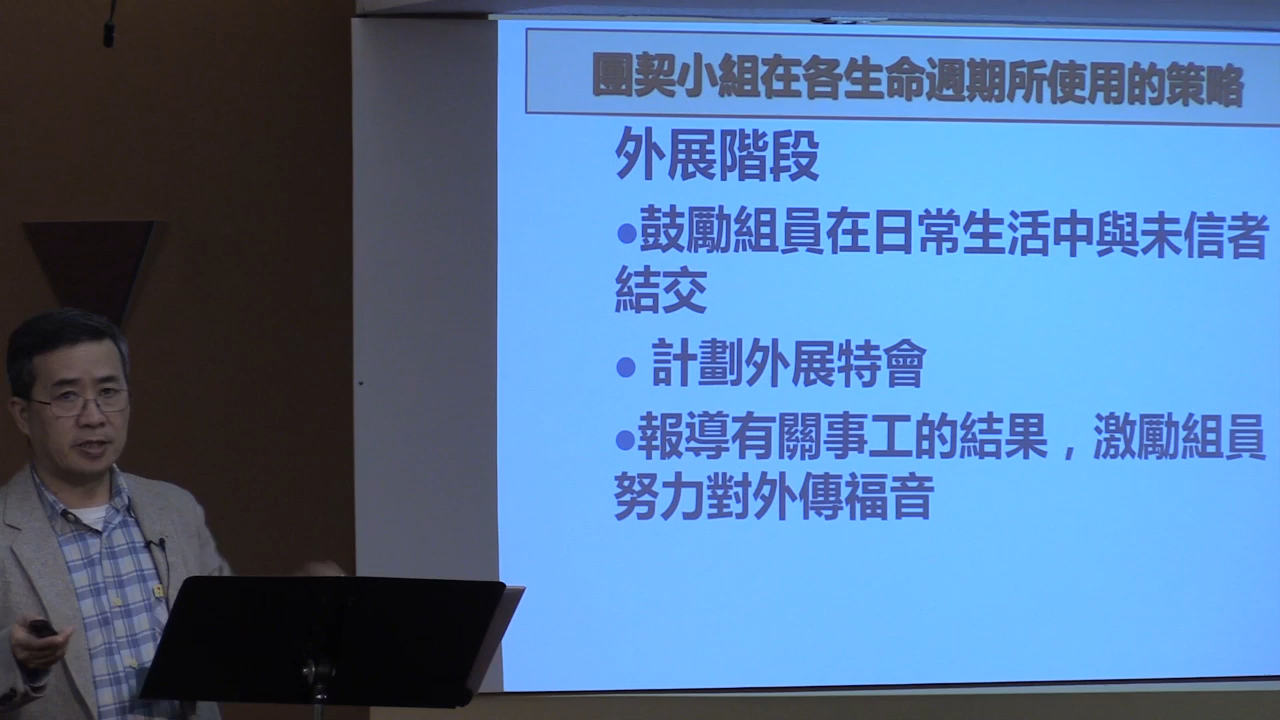 團契小組在各生命週期所使用的策略
外展階段
●鼓勵組員在日常生活中與未信者
結交
● 計劃外展特會
●報導有關事工的結果，激勵組員
努力對外傳福音